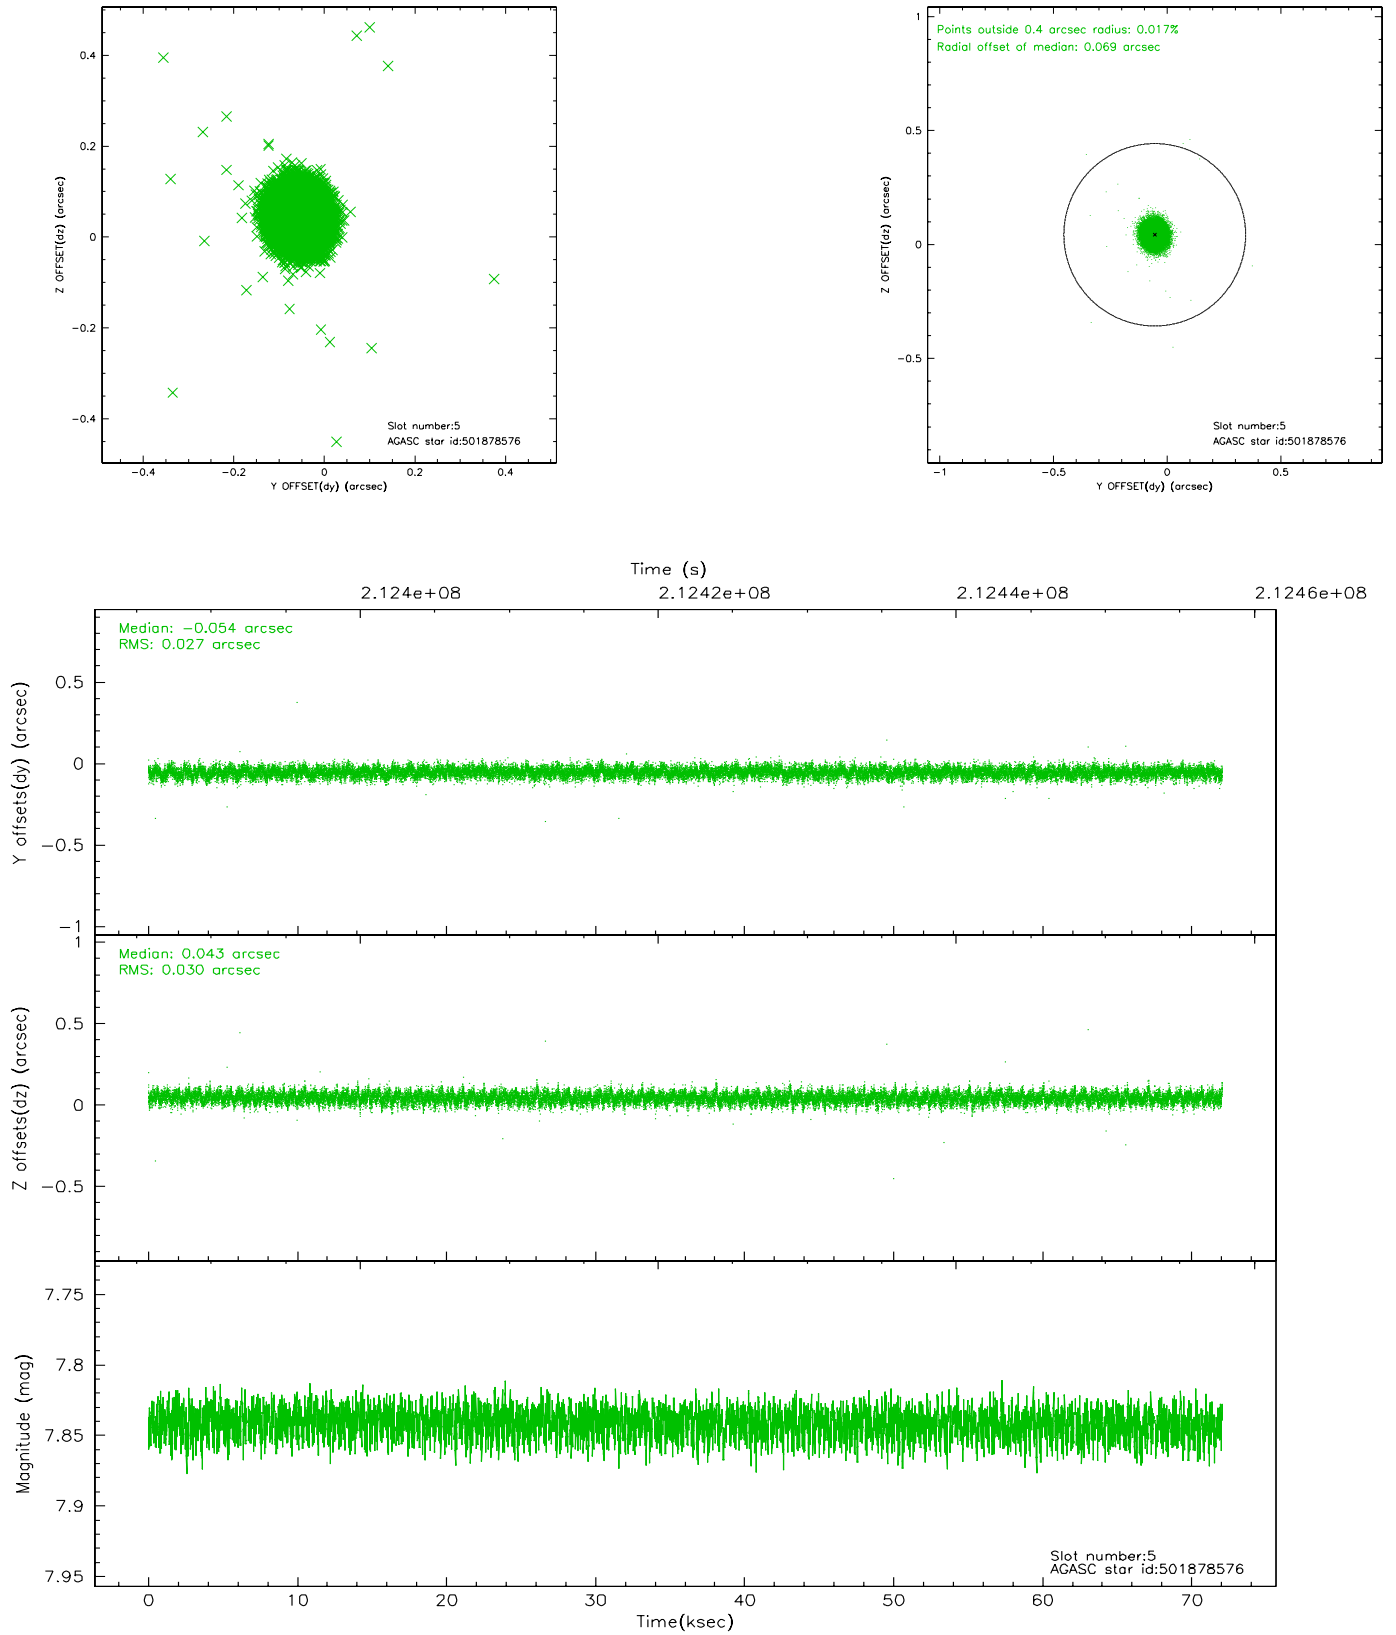 0.4
0.2
0
−0.2
−0.4
Z OFFSET(dz) (arcsec)
−0.4 −0.2 0 0.2 0.4
Y OFFSET(dy) (arcsec)
Slot number:5
AGASC star id:501878576
Points outside 0.4 arcsec radius: 0.017%
Radial offset of median: 0.069 arcsec
1
0.5
0
−0.5
Z OFFSET(dz) (arcsec)
−1 −0.5 0 0.5
Y OFFSET(dy) (arcsec)
Slot number:5
AGASC star id:501878576
Time (s)
2.124e+08 2.1242e+08 2.1244e+08 2.1246e+08
Median: −0.054 arcsec
RMS: 0.027 arcsec
0.5
0
−0.5
−1
Y offsets(dy) (arcsec)
Median: 0.043 arcsec
RMS: 0.030 arcsec
1
0.5
0
−0.5
Z offsets(dz) (arcsec)
7.75
7.8
7.85
7.9
7.95
Magnitude (mag)
Slot number:5
AGASC star id:501878576
0 10 20 30 40 50 60 70
Time(ksec)